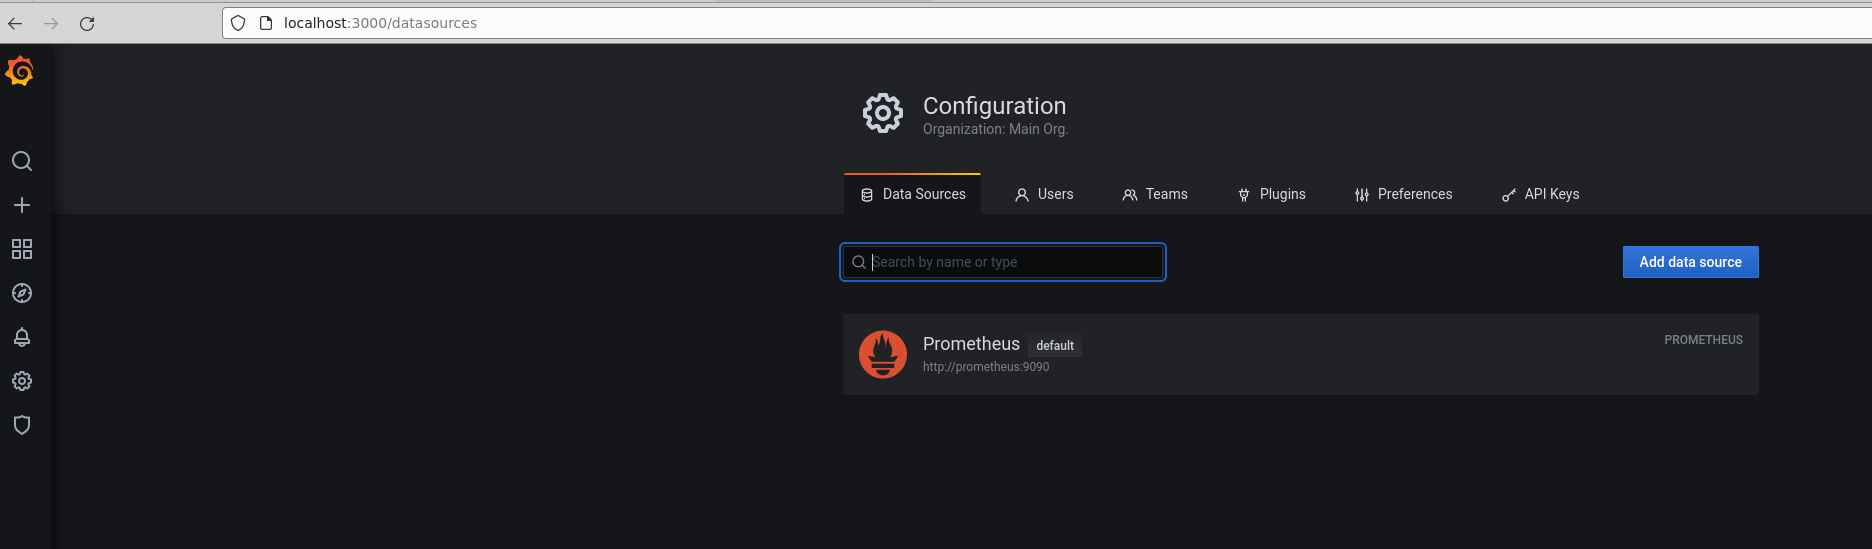 localhost:3000/datasources
Configuration
Organization: Main Org.
Data Sources Users Teams Plugins Preferences API Keys
Search by name or type
Add data source
Prometheus default
PROMETHEUS
http://prometheus:9090